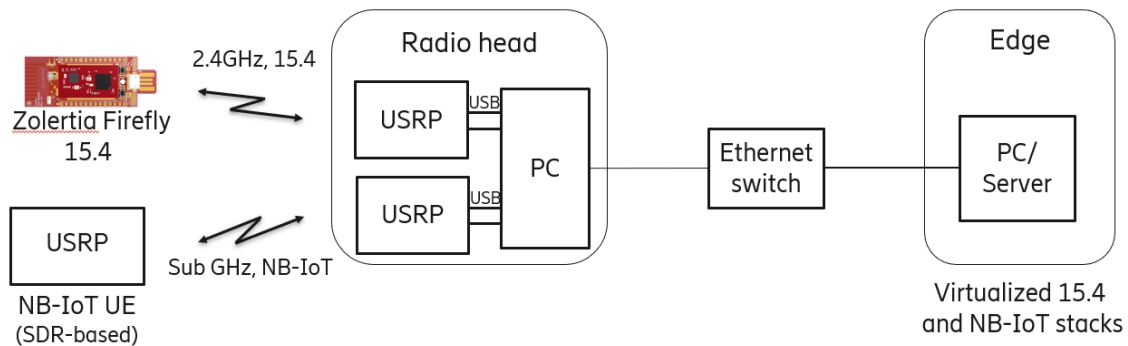 2.4GHz, 15.4
Zolertia Firefly
15.4
USRP
NB-IoT UE
(SDR-based)
Sub GHz, NB-IoT
Radio head
USRP
USB
USRP
USB
PC
Ethernet
switch
Edge
PC/
Server
Virtualized 15.4
and NB-IoT stacks